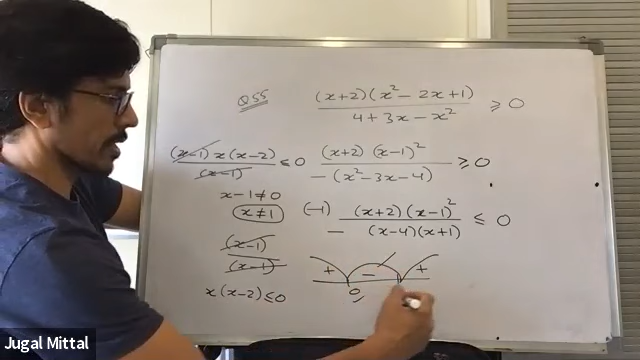 Q55
(x+2)(x² - 2x+1) / 4+3x-x² ≥ 0
(x-1) x(x-2) / (x-1) ≤ 0
(x+2) (x-1)² / -(x²-3x-4) ≥ 0
x-1≠0
x≠1
(-1) (x+2)(x-1)² / - (x-4)(x+1) ≤ 0
(x-1) / (x-1)
+ - +
0
x(x-2)≤0
Jugal Mittal